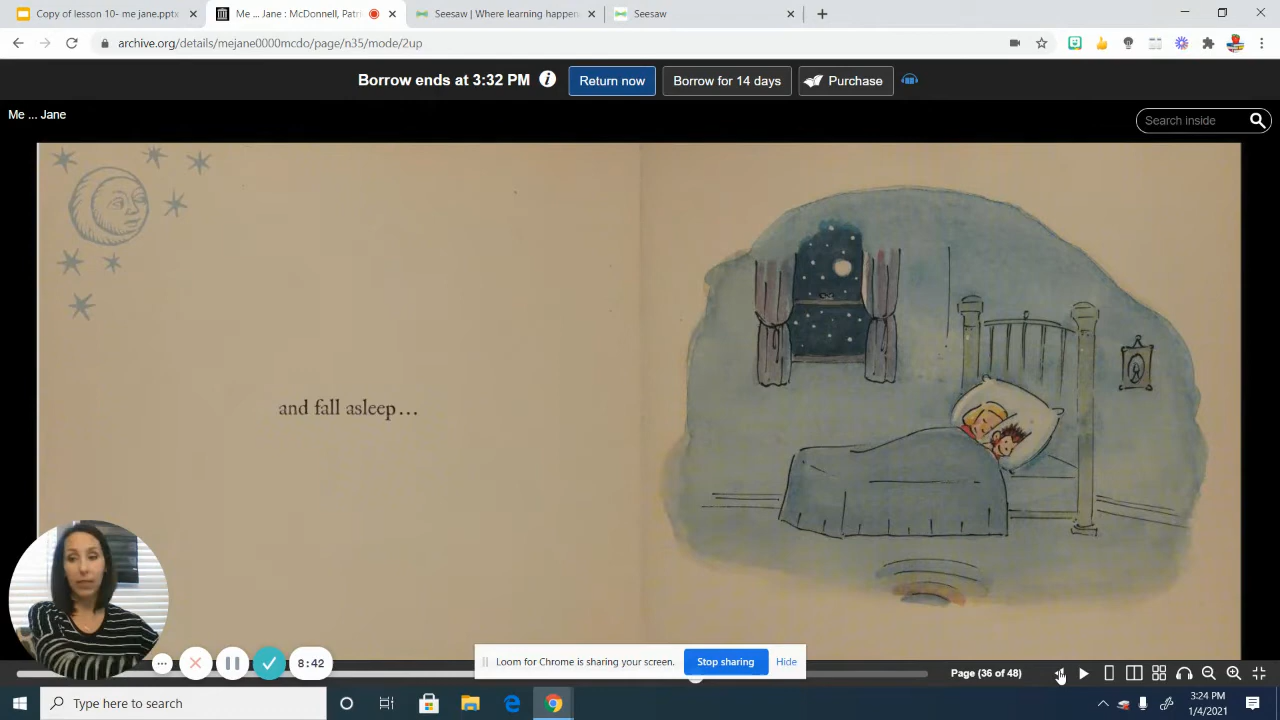 Copy of lesson 10- me jane.pptx
Me ... Jane : McDonnell, Patri
Seesaw | Where learning happen
Seesaw
archive.org/details/mejane0000mcdo/page/n35/mode/2up
Borrow ends at 3:32 PM
Return now
Borrow for 14 days
Purchase
Me ... Jane
Search inside
and fall asleep...
8:42
Loom for Chrome is sharing your screen.
Stop sharing
Hide
Page (36 of 48)
Type here to search
3:24 PM
1/4/2021